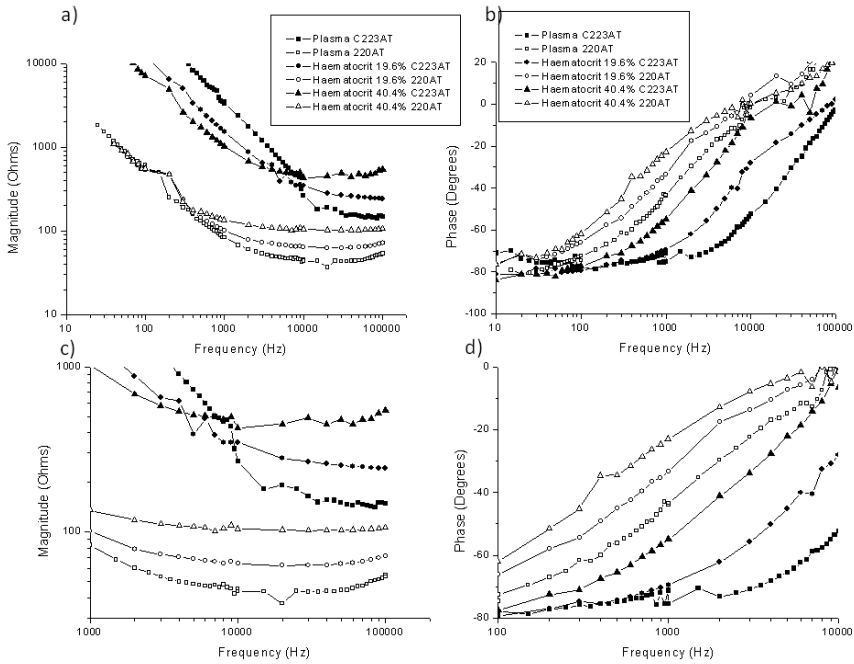 a)
Plasma C223AT
Plasma 220AT
Haematocrit 19.6% C223AT
Haematocrit 19.6% 220AT
Haematocrit 40.4% C223AT
Haematocrit 40.4% 220AT
10000
1000
100
10
Magnitude (Ohms)
10
100
1000
10000
100000
Frequency (Hz)
b)
Plasma C223AT
Plasma 220AT
Haematocrit 19.6% C223AT
Haematocrit 19.6% 220AT
Haematocrit 40.4% C223AT
Haematocrit 40.4% 220AT
20
0
-20
-40
-60
-80
-100
Phase (Degrees)
10
100
1000
10000
100000
Frequency (Hz)
c)
1000
100
Magnitude (Ohms)
1000
10000
100000
Frequency (Hz)
d)
0
-20
-40
-60
-80
Phase (Degrees)
100
1000
10000
Frequency (Hz)